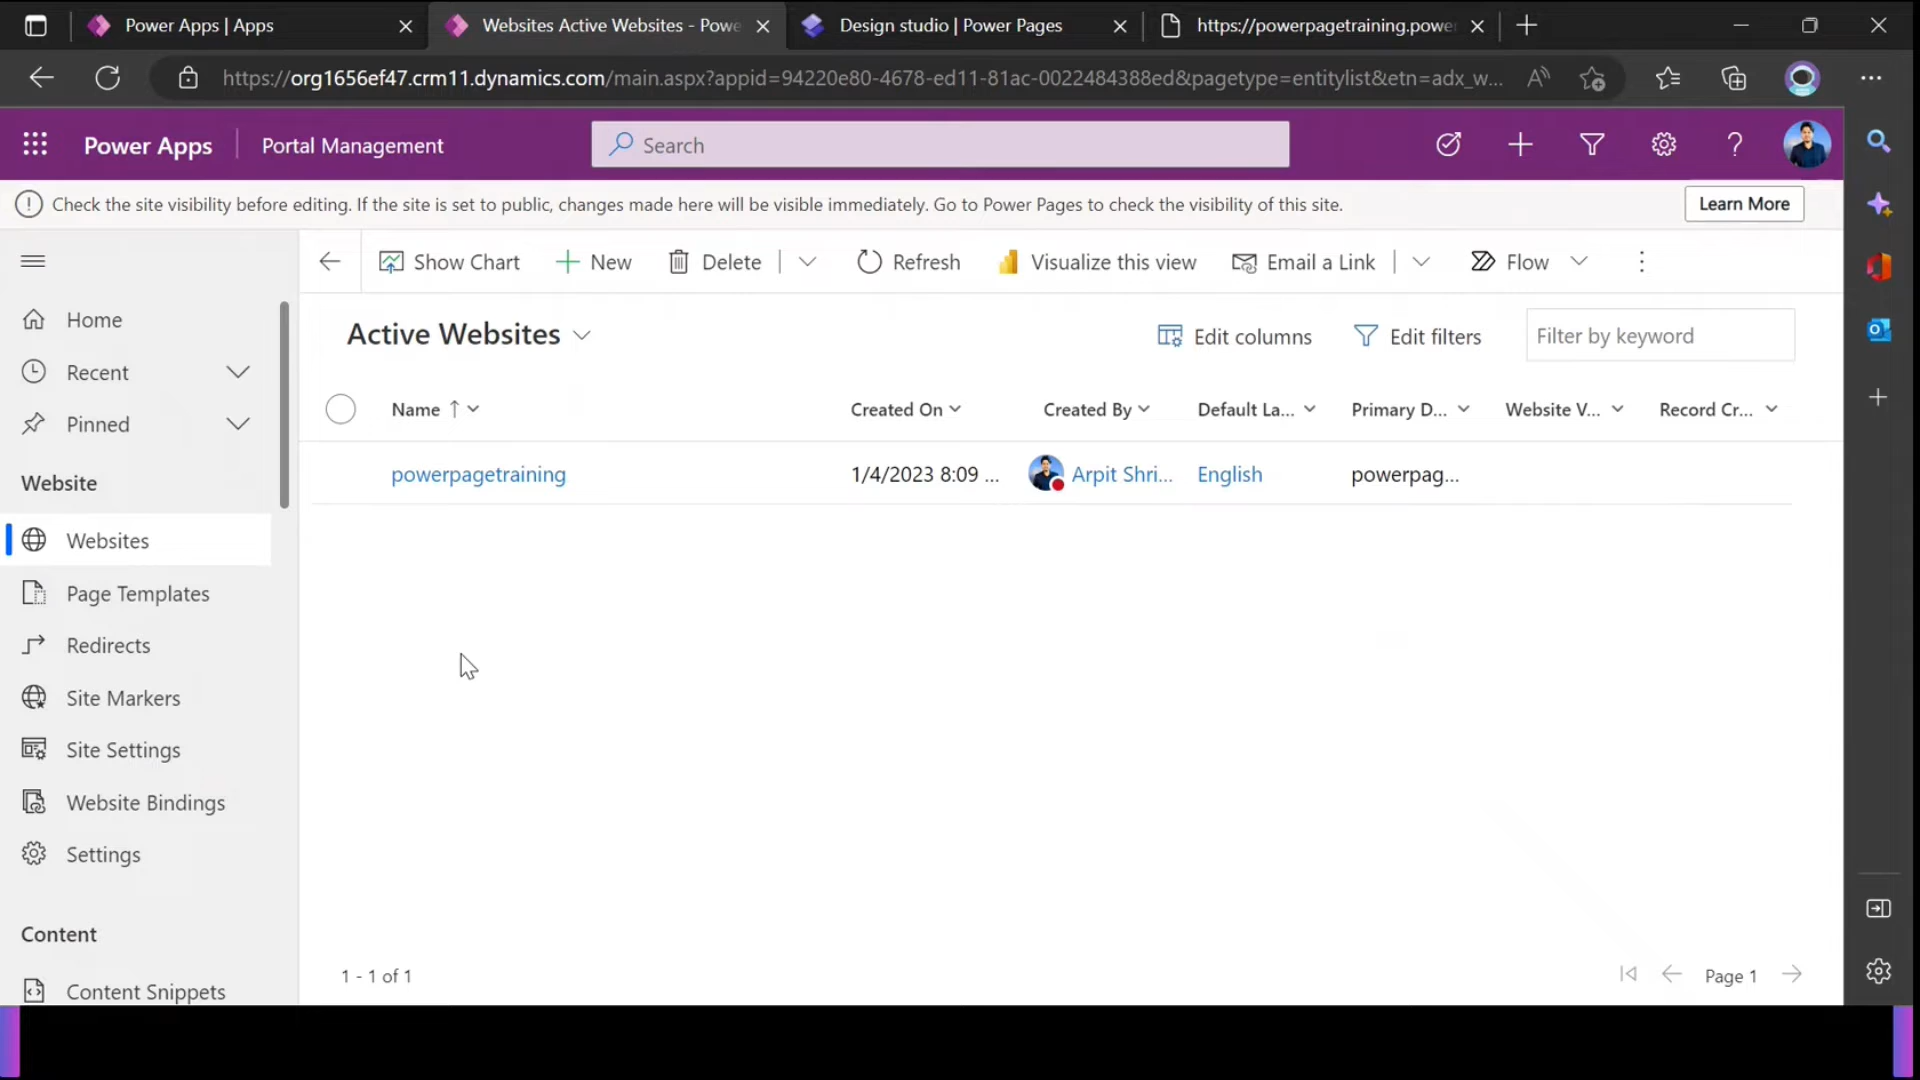 Power Apps | Apps
Websites Active Websites - Powe
Design studio | Power Pages
https://powerpagetraining.powe
https://org1656ef47.crm11.dynamics.com/main.aspx?appid=94220e80-4678-ed11-81ac-0022484388ed&pagetype=entitylist&etn=adx_w...
Power Apps
Portal Management
Search
Check the site visibility before editing. If the site is set to public, changes made here will be visible immediately. Go to Power Pages to check the visibility of this site.
Learn More
Show Chart
New
Delete
Refresh
Visualize this view
Email a Link
Flow
Home
Recent
Pinned
Website
Websites
Page Templates
Redirects
Site Markers
Site Settings
Website Bindings
Settings
Content
Content Snippets
Active Websites
Edit columns
Edit filters
Filter by keyword
Name
Created On
Created By
Default La...
Primary D...
Website V...
Record Cr...
powerpagetraining
1/4/2023 8:09 ...
Arpit Shri...
English
powerpag...
1 - 1 of 1
Page 1